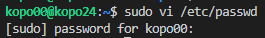 kopo00@kopo24:~$ sudo vi /etc/passwd
[sudo] password for kopo00: